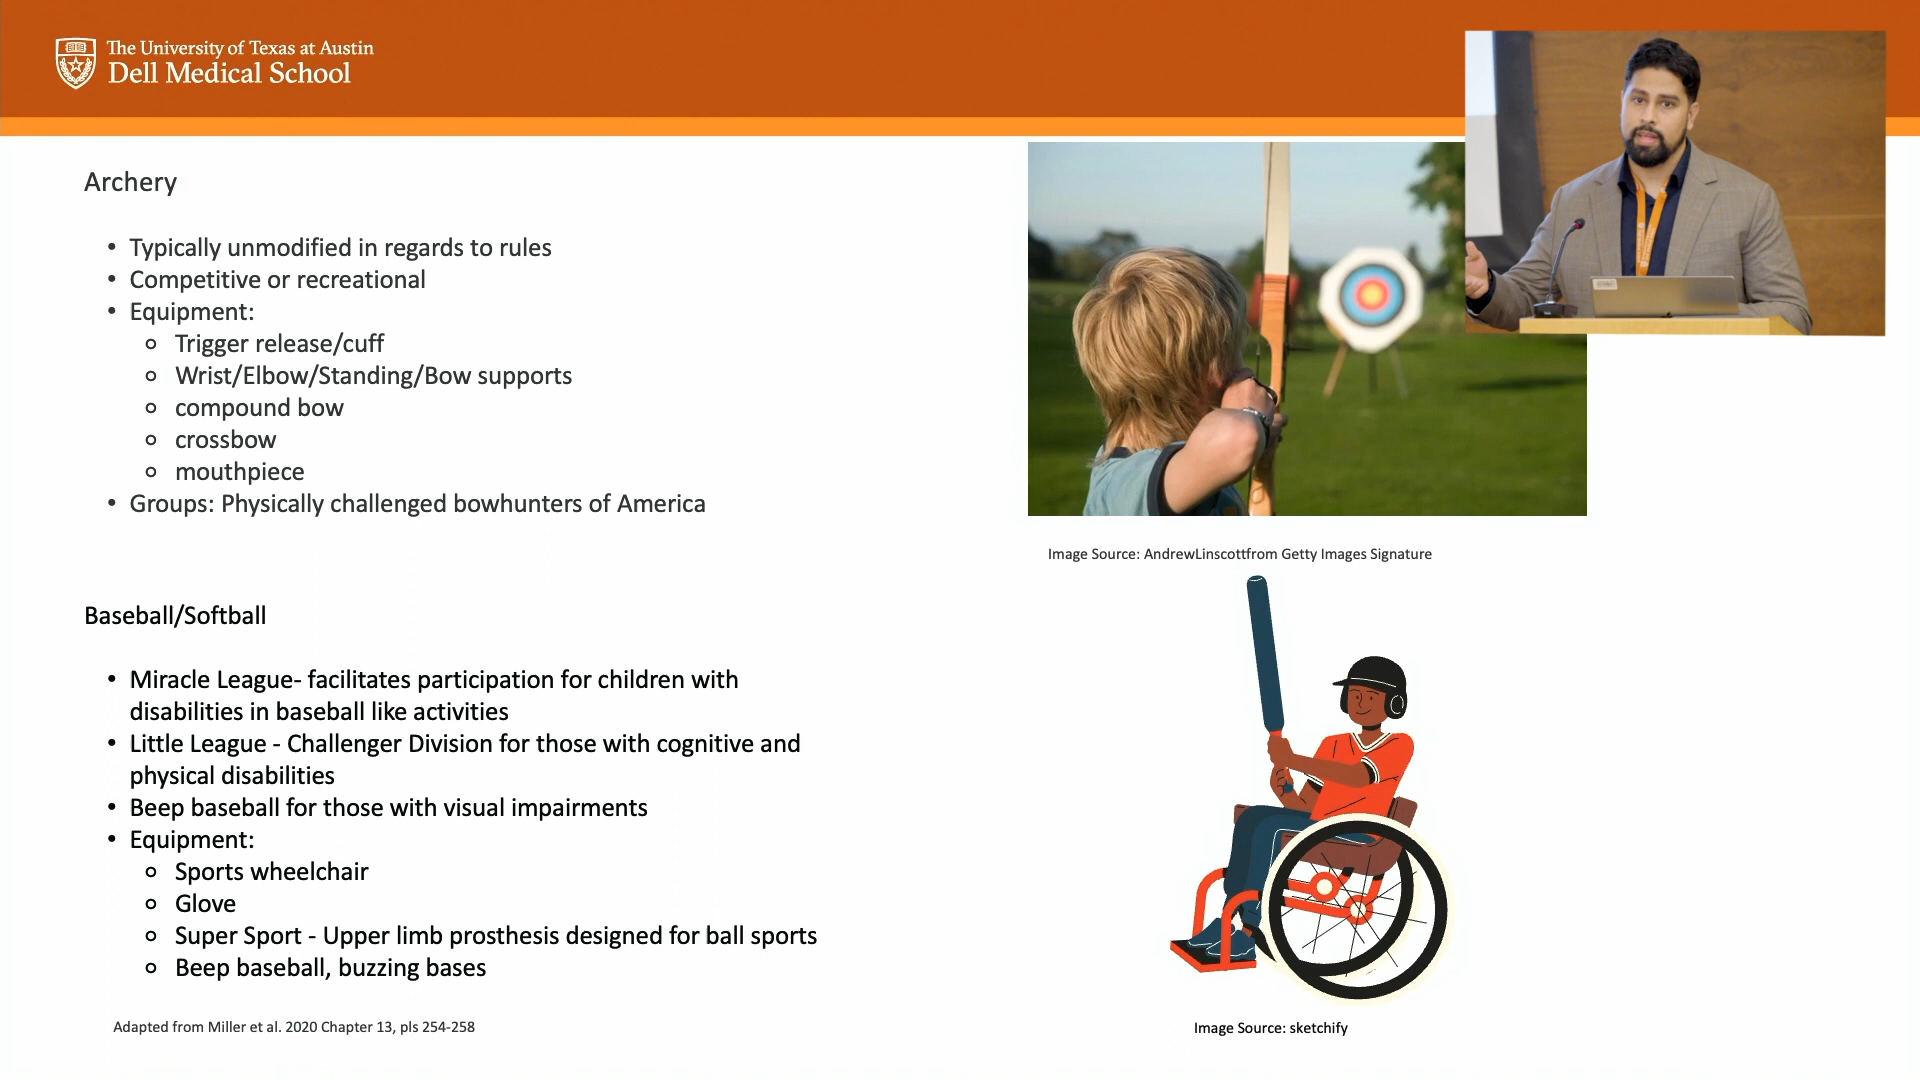 The University of Texas at Austin
Dell Medical School
Archery
• Typically unmodified in regards to rules
• Competitive or recreational
• Equipment:
o Trigger release/cuff
o Wrist/Elbow/Standing/Bow supports
o compound bow
o crossbow
o mouthpiece
• Groups: Physically challenged bowhunters of America
Image Source: AndrewLinscottfrom Getty Images Signature
Baseball/Softball
• Miracle League- facilitates participation for children with
disabilities in baseball like activities
• Little League - Challenger Division for those with cognitive and
physical disabilities
• Beep baseball for those with visual impairments
• Equipment:
o Sports wheelchair
o Glove
o Super Sport - Upper limb prosthesis designed for ball sports
o Beep baseball, buzzing bases
Adapted from Miller et al. 2020 Chapter 13, pls 254-258
Image Source: sketchify